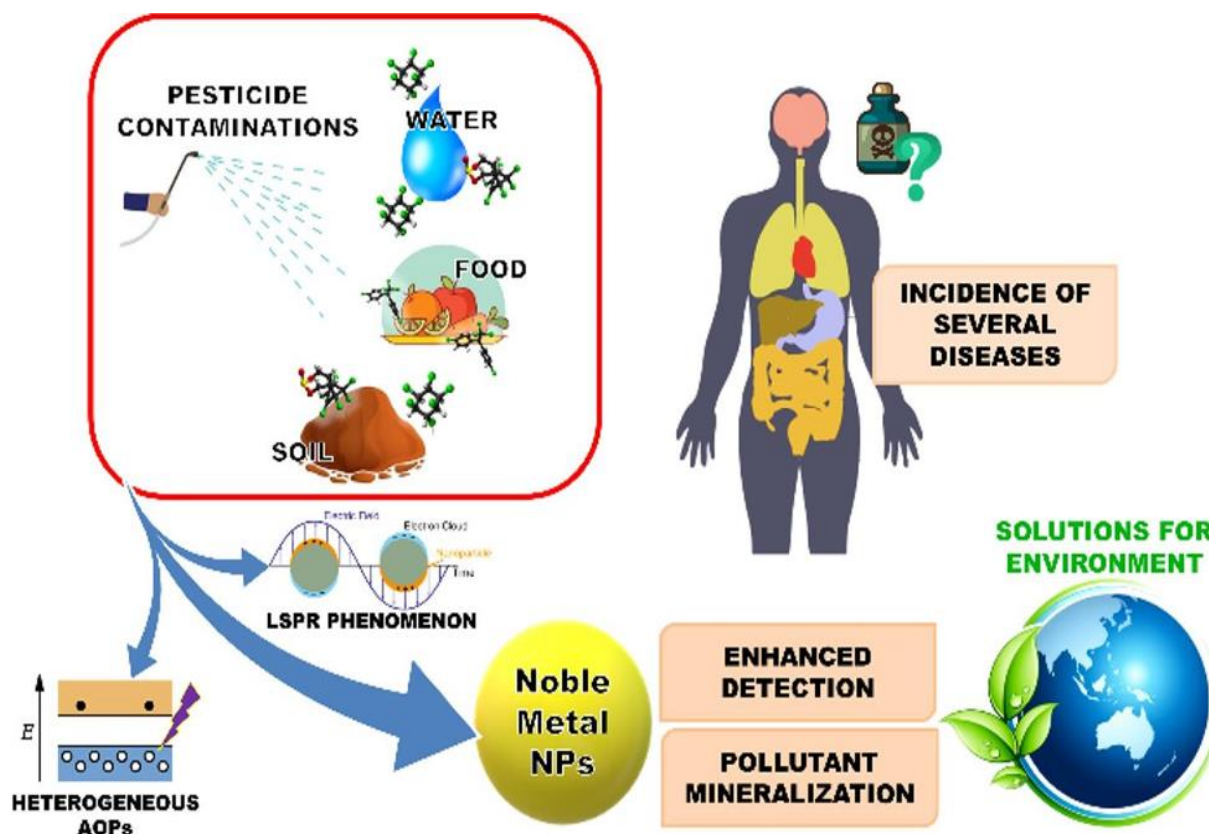 PESTICIDE
CONTAMINATIONS
WATER
FOOD
SOIL
INCIDENCE OF
SEVERAL
DISEASES
Electric Field
Electron Cloud
Nanoparticle
Time
LSPR PHENOMENON
SOLUTIONS FOR
ENVIRONMENT
Noble
Metal
NPs
ENHANCED
DETECTION
POLLUTANT
MINERALIZATION
E
HETEROGENEOUS
AOPs